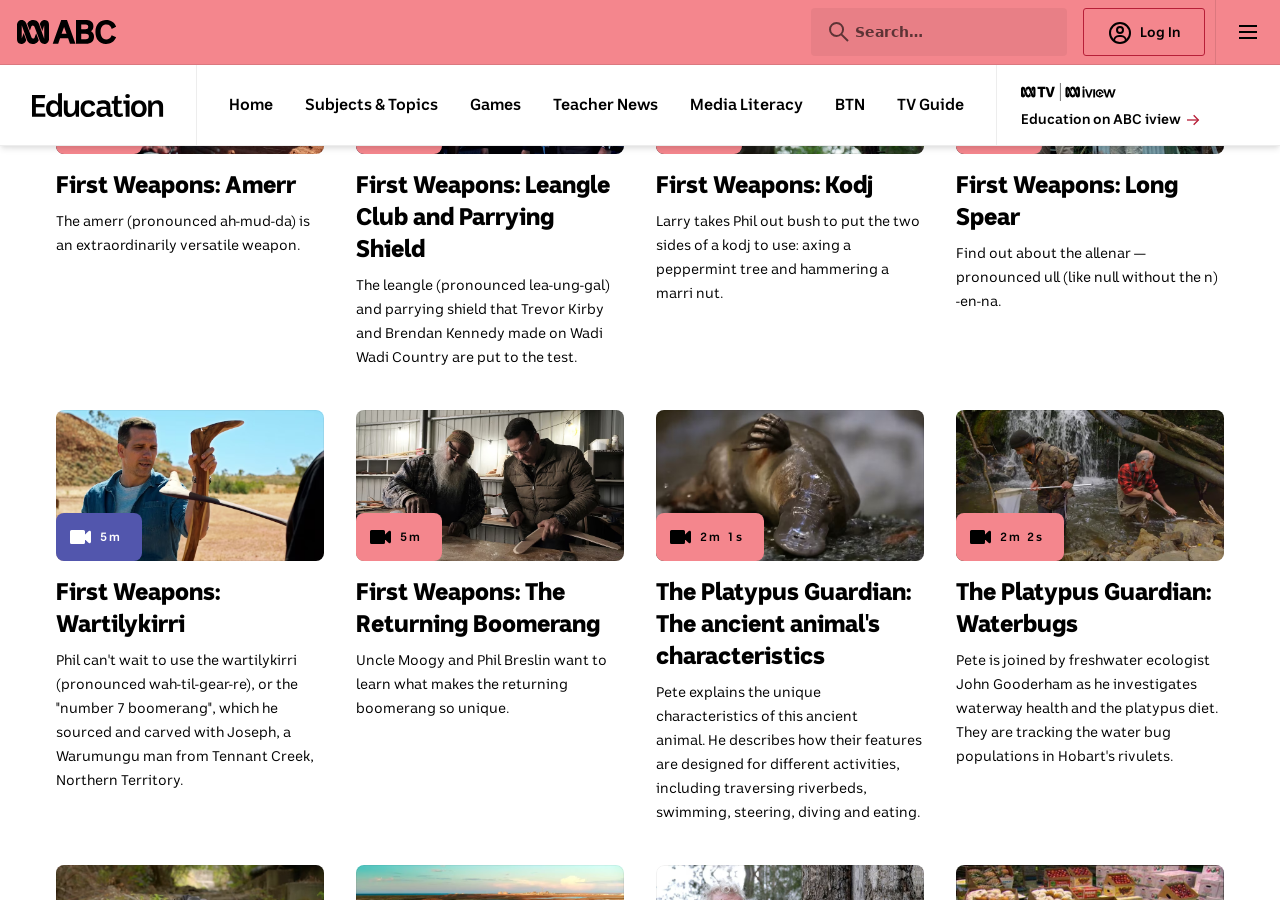 ABC
Search...
Log In
Education
Home
Subjects & Topics
Games
Teacher News
Media Literacy
BTN
TV Guide
TV
iview
Education on ABC iview
First Weapons: Amerr
The amerr (pronounced ah-mud-da) is
an extraordinarily versatile weapon.
First Weapons: Leangle
Club and Parrying
Shield
The leangle (pronounced lea-ung-gal)
and parrying shield that Trevor Kirby
and Brendan Kennedy made on Wadi
Wadi Country are put to the test.
First Weapons: Kodj
Larry takes Phil out bush to put the two
sides of a kodj to use: axing a
peppermint tree and hammering a
marri nut.
First Weapons: Long
Spear
Find out about the allenar —
pronounced ull (like null without the n)
-en-na.
5m
First Weapons:
Wartilykirri
Phil can't wait to use the wartilykirri
(pronounced wah-til-gear-re), or the
"number 7 boomerang", which he
sourced and carved with Joseph, a
Warumungu man from Tennant Creek,
Northern Territory.
5m
First Weapons: The
Returning Boomerang
Uncle Moogy and Phil Breslin want to
learn what makes the returning
boomerang so unique.
2m 1s
The Platypus Guardian:
The ancient animal's
characteristics
Pete explains the unique
characteristics of this ancient
animal. He describes how their features
are designed for different activities,
including traversing riverbeds,
swimming, steering, diving and eating.
2m 2s
The Platypus Guardian:
Waterbugs
Pete is joined by freshwater ecologist
John Gooderham as he investigates
waterway health and the platypus diet.
They are tracking the water bug
populations in Hobart's rivulets.